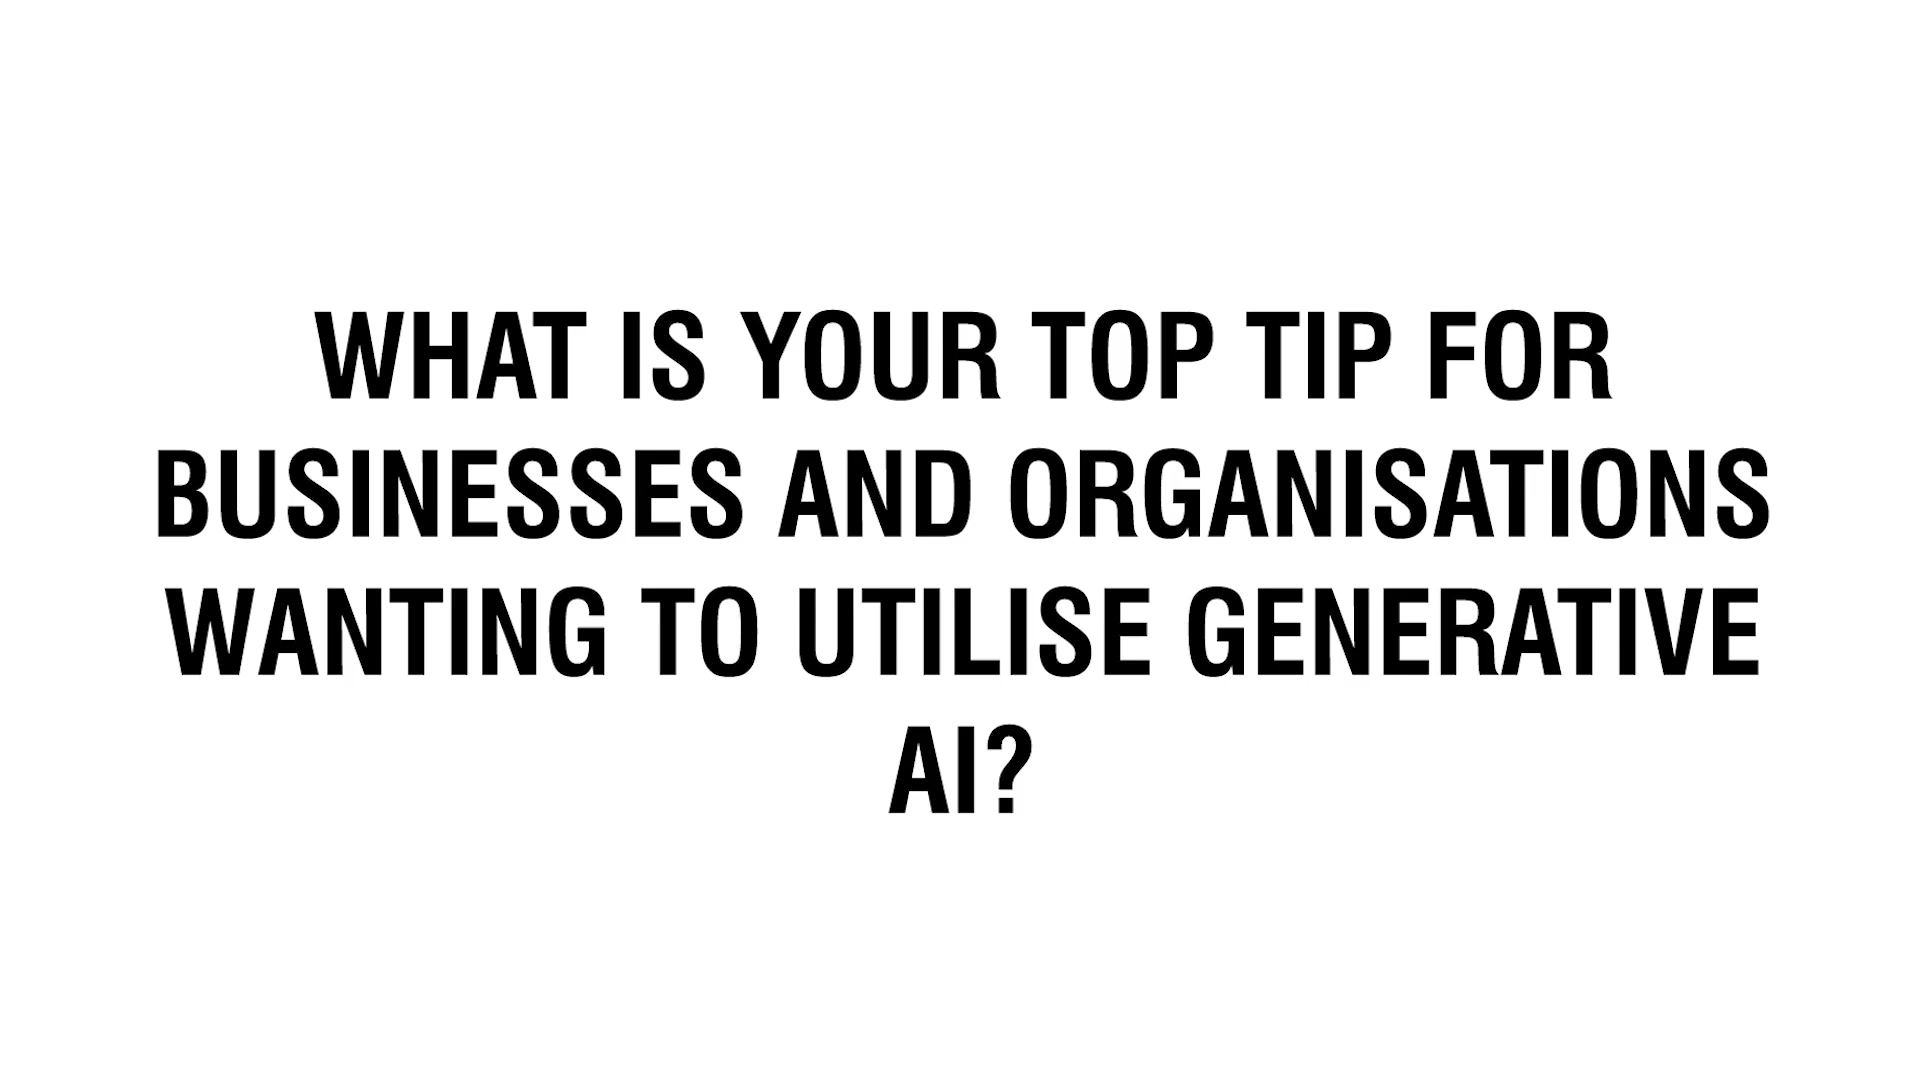 WHAT IS YOUR TOP TIP FOR
BUSINESSES AND ORGANISATIONS
WANTING TO UTILISE GENERATIVE
AI?